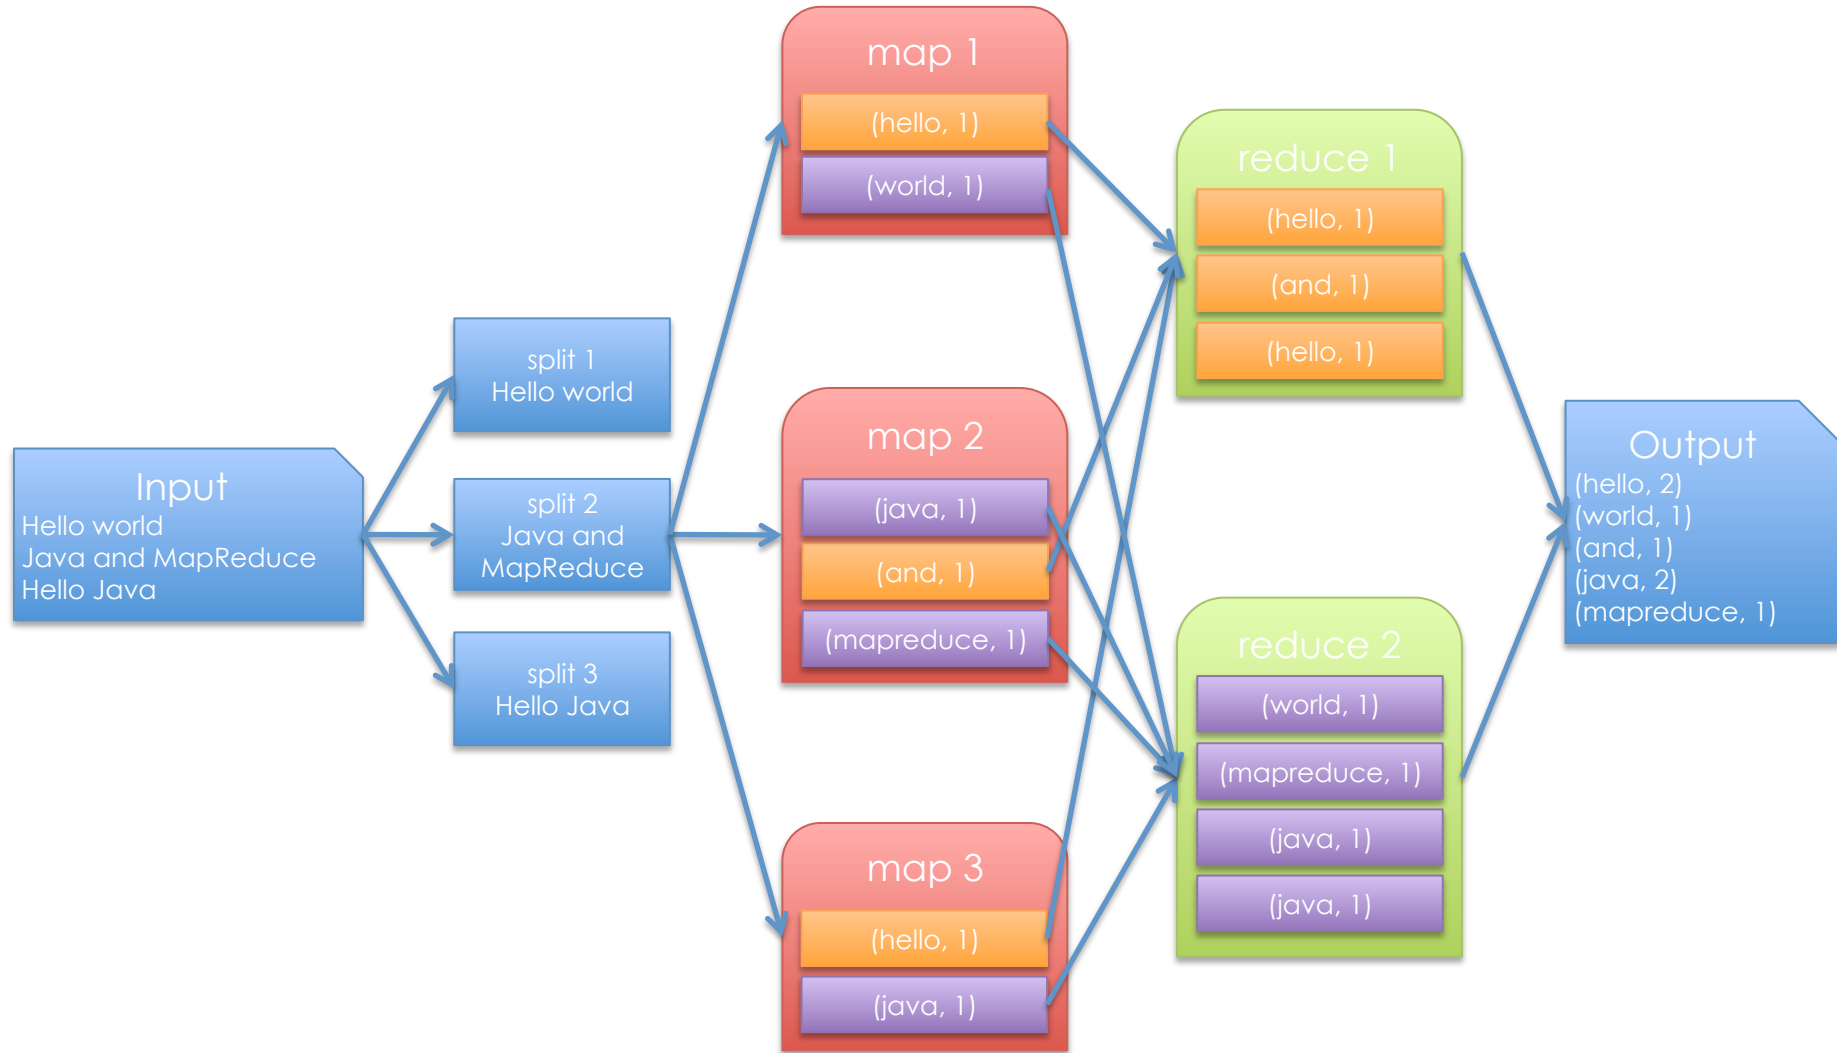 Input
Hello world
Java and MapReduce
Hello Java
split 1
Hello world
split 2
Java and
MapReduce
split 3
Hello Java
map 1
(hello, 1)
(world, 1)
map 2
(java, 1)
(and, 1)
(mapreduce, 1)
map 3
(hello, 1)
(java, 1)
reduce 1
(hello, 1)
(and, 1)
(hello, 1)
reduce 2
(world, 1)
(mapreduce, 1)
(java, 1)
(java, 1)
Output
(hello, 2)
(world, 1)
(and, 1)
(java, 2)
(mapreduce, 1)